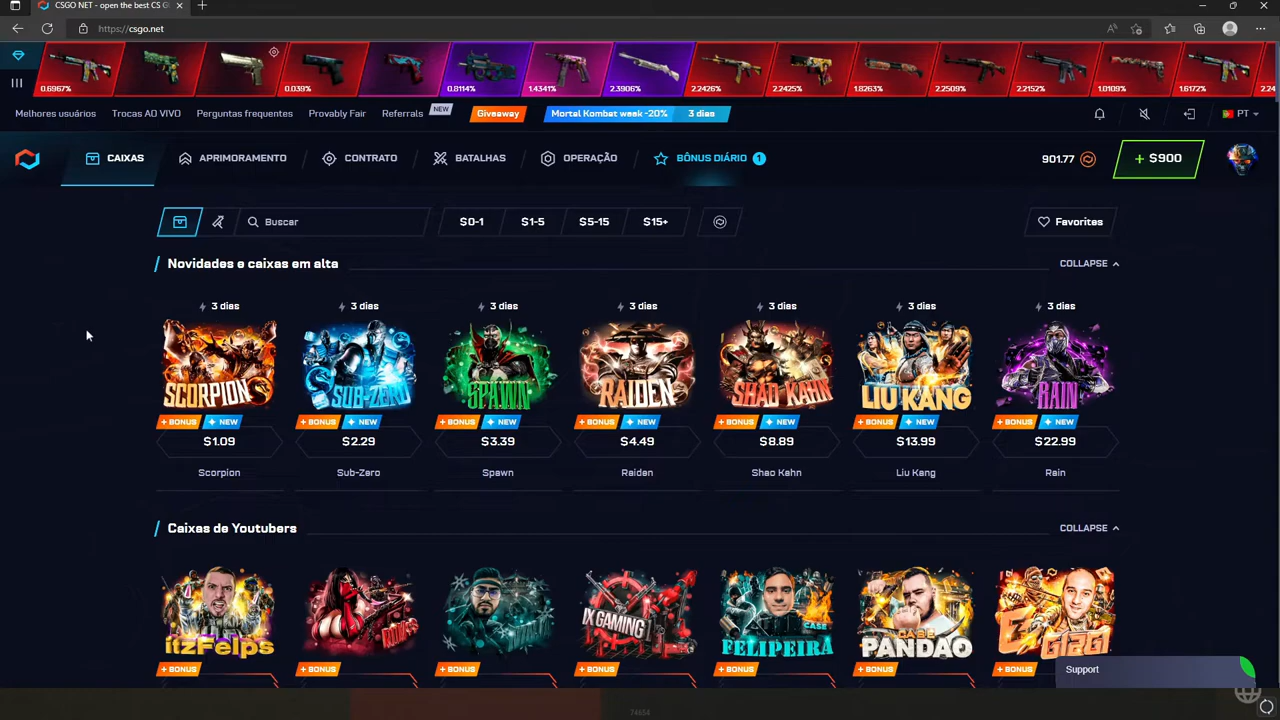 CSGO NET - open the best CS G
https://csgo.net
0.6967%
0.039%
0.8114%
1.4341%
2.3906%
2.2426%
2.2425%
1.8263%
2.2509%
2.2152%
1.0109%
1.6172%
2.24
Melhores usuários
Trocas AO VIVO
Perguntas frequentes
Provably Fair
Referrals
NEW
Giveaway
Mortal Kombat week -20%
3 dias
PT
CAIXAS
APRIMORAMENTO
CONTRATO
BATALHAS
OPERAÇÃO
BÔNUS DIÁRIO
1
901.77
+ $900
Buscar
$0-1
$1-5
$5-15
$15+
Favorites
Novidades e caixas em alta
COLLAPSE
3 dias
3 dias
3 dias
3 dias
3 dias
3 dias
3 dias
SCORPION
SUB-ZERO
SPAWN
RAIDEN
SHAO KAHN
LIU KANG
RAIN
+ BONUS
NEW
+ BONUS
NEW
+ BONUS
NEW
+ BONUS
NEW
+ BONUS
NEW
+ BONUS
NEW
+ BONUS
NEW
$1.09
$2.29
$3.39
$4.49
$8.89
$13.99
$22.99
Scorpion
Sub-Zero
Spawn
Raiden
Shao Kahn
Liu Kang
Rain
Caixas de Youtubers
COLLAPSE
ItzFelps
IX GAMING
CASE
FELIPEIRA
CASE
PANDÃO
+ BONUS
+ BONUS
+ BONUS
+ BONUS
+ BONUS
+ BONUS
+ BONUS
Support
74654